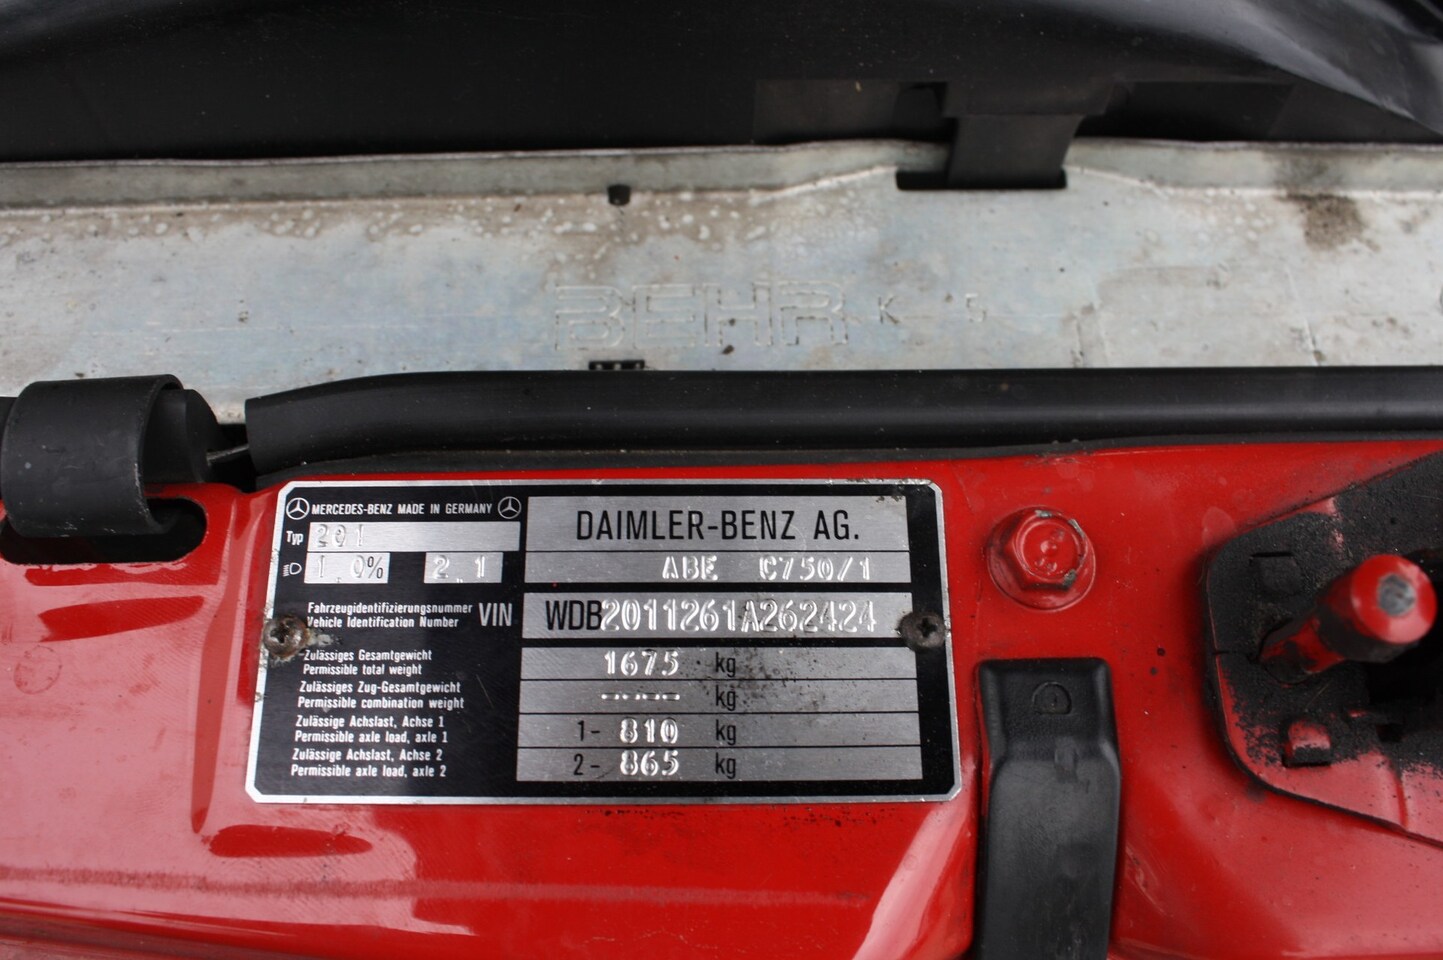 BEHR K 5
MERCEDES-BENZ MADE IN GERMANY
Typ 201
1,0% 2.1
DAIMLER-BENZ AG.
ABE C750/1
Fahrzeugidentifizierungsnummer
Vehicle Identification Number VIN WDB2011261A262424
Zulässiges Gesamtgewicht
Permissible total weight 1675 kg
Zulässiges Zug-Gesamtgewicht
Permissible combination weight ---- kg
Zulässige Achslast, Achse 1
Permissible axle load, axle 1 1- 810 kg
Zulässige Achslast, Achse 2
Permissible axle load, axle 2 2- 865 kg